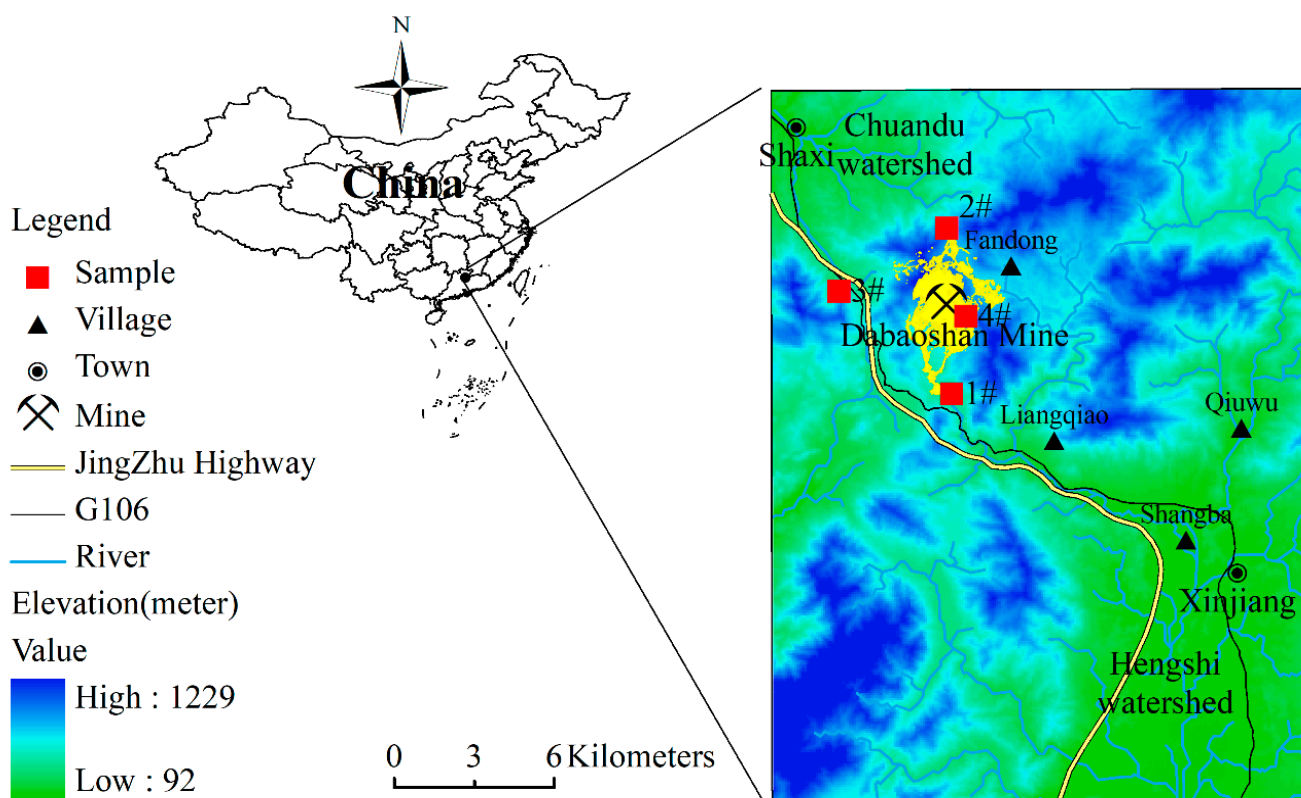 N
China
Legend
Sample
Village
Town
Mine
JingZhu Highway
G106
River
Elevation(meter)
Value
High : 1229
Low : 92
0 3 6 Kilometers
Chuandu
watershed
Shaxi
2#
Fandong
3#
4#
Dabaoshan Mine
1#
Liangqiao
Qiuwu
Shangba
Xinjiang
Hengshi
watershed